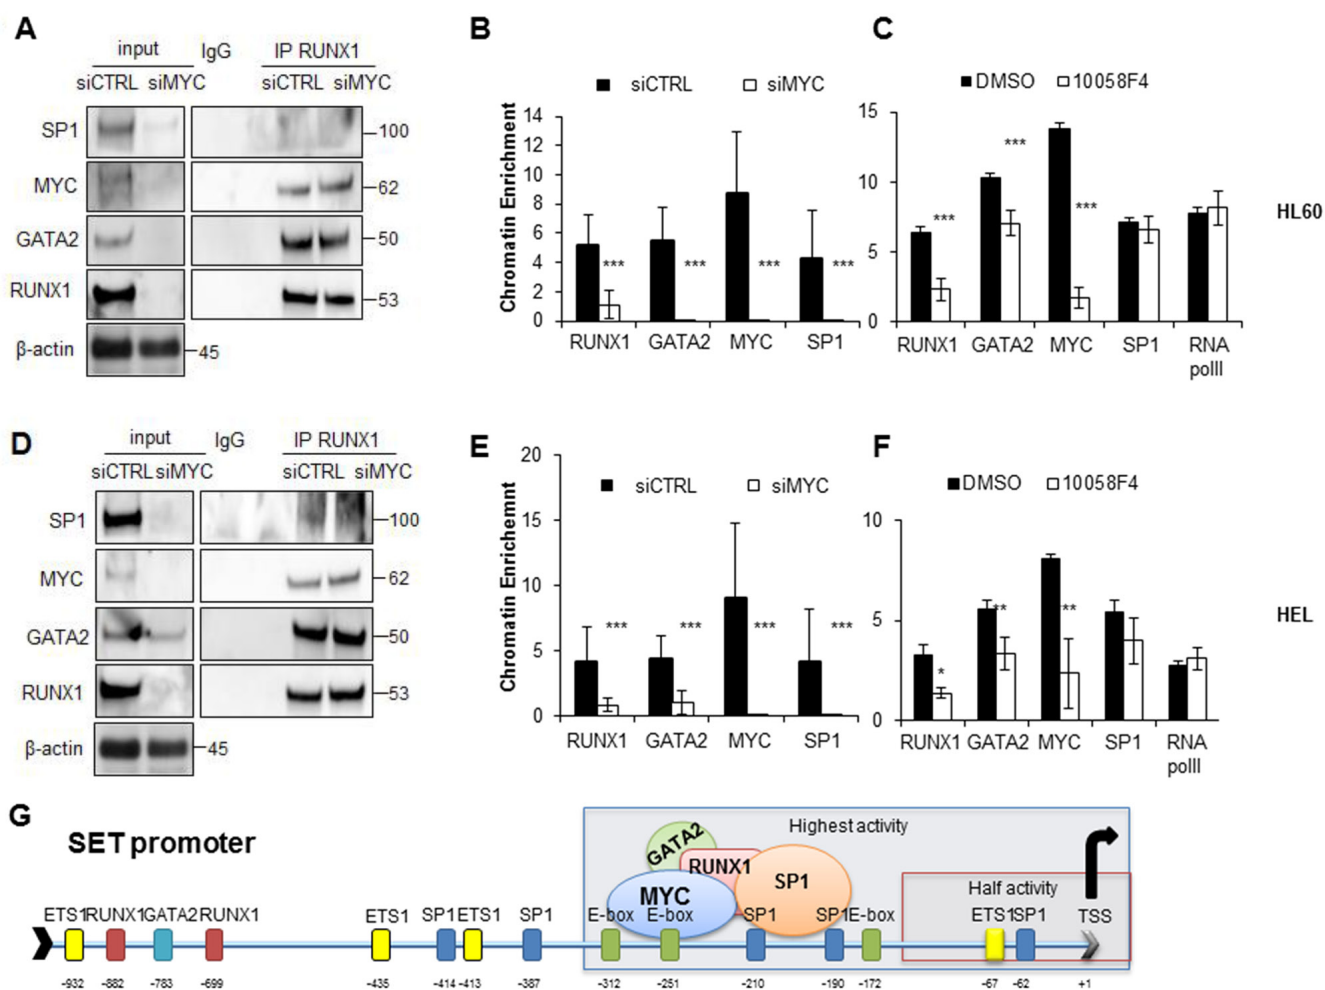 A
input IgG IP RUNX1
siCTRL siMYC siCTRL siMYC
SP1 100
MYC 62
GATA2 50
RUNX1 53
β-actin 45
B
siCTRL siMYC
Chromatin Enrichment
14
12
10
8
6
4
2
0
RUNX1 GATA2 MYC SP1
*** *** *** ***
C
DMSO 10058F4
15
10
5
0
*** *** ***
RUNX1 GATA2 MYC SP1 RNA
polII
HL60
D
input IgG IP RUNX1
siCTRL siMYC siCTRL siMYC
SP1 100
MYC 62
GATA2 50
RUNX1 53
β-actin 45
E
siCTRL siMYC
Chromatin Enrichemnt
20
15
10
5
0
*** *** *** ***
RUNX1 GATA2 MYC SP1
F
DMSO 10058F4
10
5
0
* ** **
RUNX1 GATA2 MYC SP1 RNA
polII
HEL
G
SET promoter
Highest activity
GATA2
RUNX1
MYC
SP1
Half activity
ETS1 RUNX1 GATA2 RUNX1 ETS1 SP1 ETS1 SP1 E-box E-box SP1 SP1 E-box ETS1 SP1 TSS
-932 -882 -783 -699 -435 -414 -413 -387 -312 -251 -210 -190 -172 -67 -62 +1